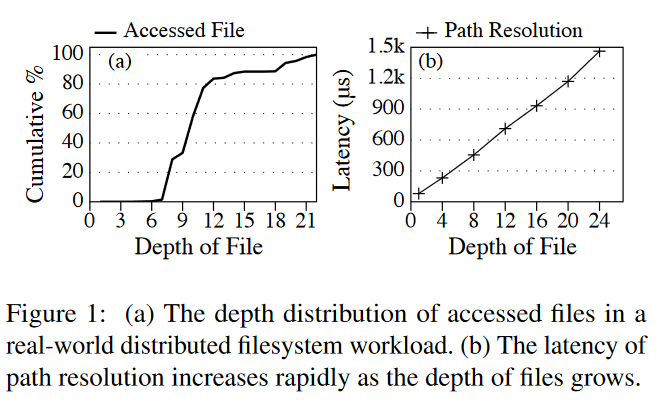 Accessed File
(a)
Cumulative %
100
80
60
40
20
0
0 3 6 9 12 15 18 21
Depth of File
Path Resolution
(b)
Latency (μs)
1.5k
1.2k
900
600
300
0
0 4 8 12 16 20 24
Depth of File
Figure 1: (a) The depth distribution of accessed files in a
real-world distributed filesystem workload. (b) The latency of
path resolution increases rapidly as the depth of files grows.